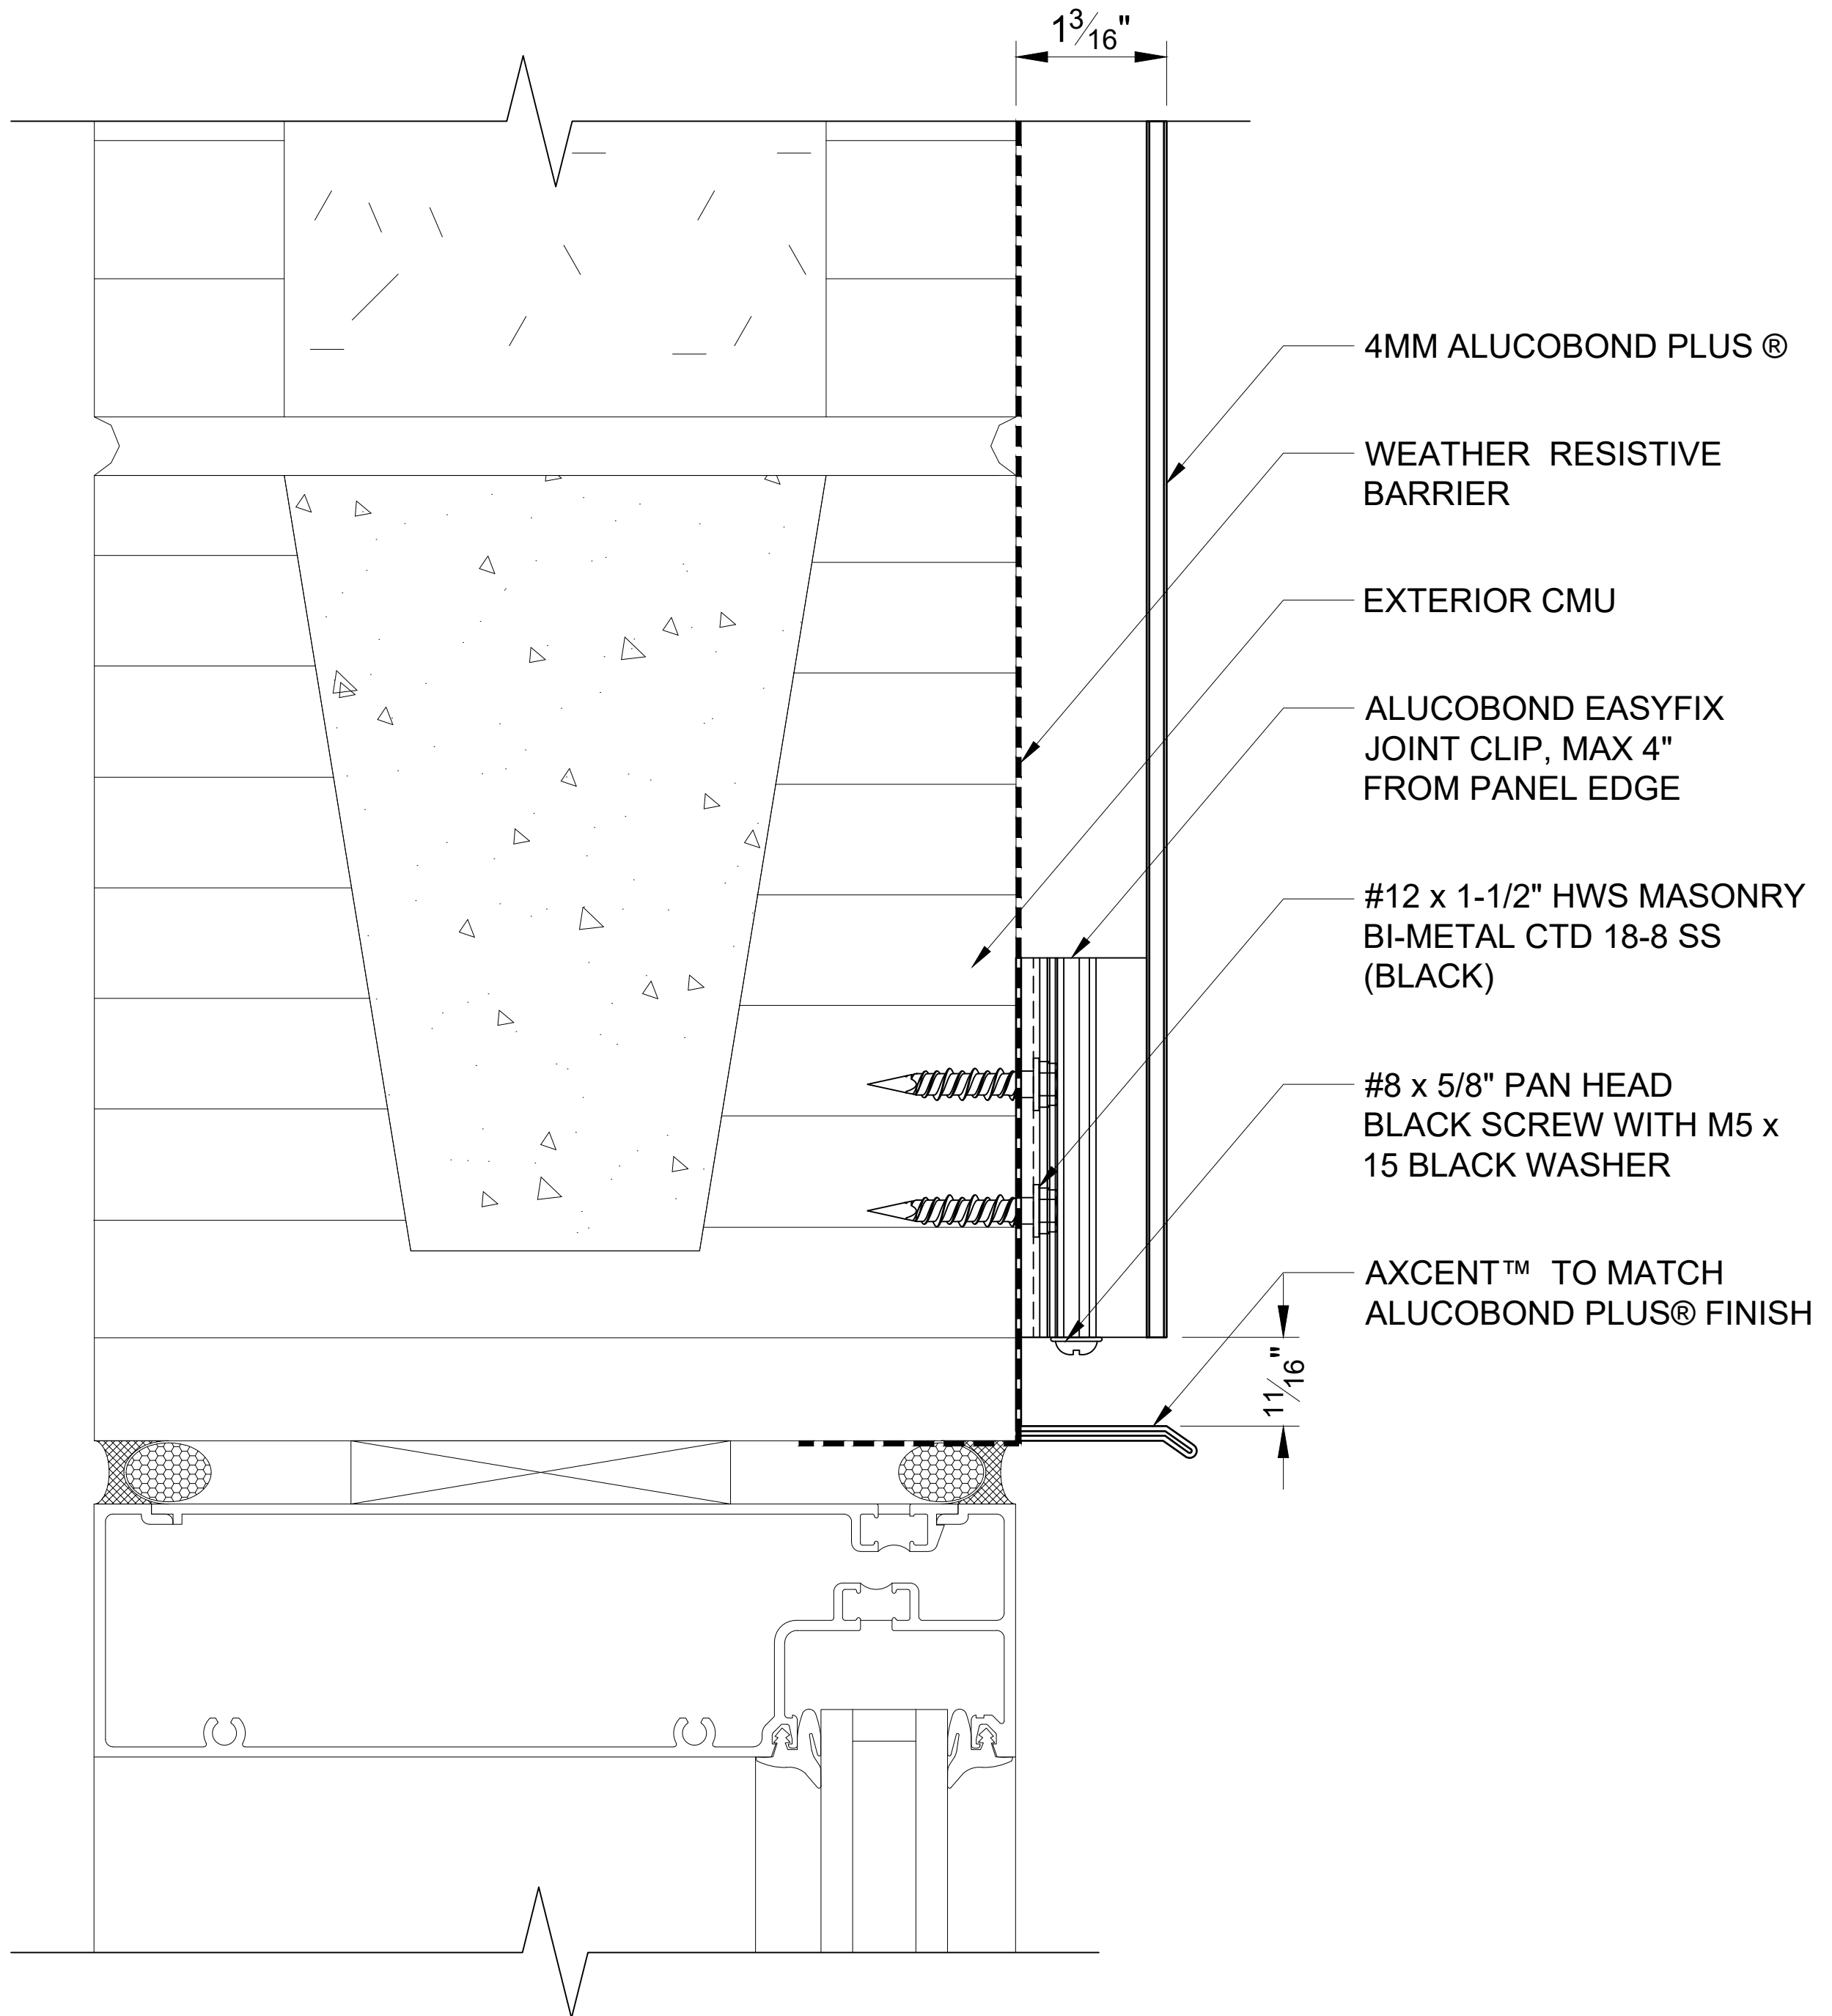 1 3/16"
4MM ALUCOBOND PLUS ®
WEATHER RESISTIVE
BARRIER
EXTERIOR CMU
ALUCOBOND EASYFIX
JOINT CLIP, MAX 4"
FROM PANEL EDGE
#12 x 1-1/2" HWS MASONRY
BI-METAL CTD 18-8 SS
(BLACK)
#8 x 5/8" PAN HEAD
BLACK SCREW WITH M5 x
15 BLACK WASHER
AXCENT™ TO MATCH
ALUCOBOND PLUS® FINISH
11/16"